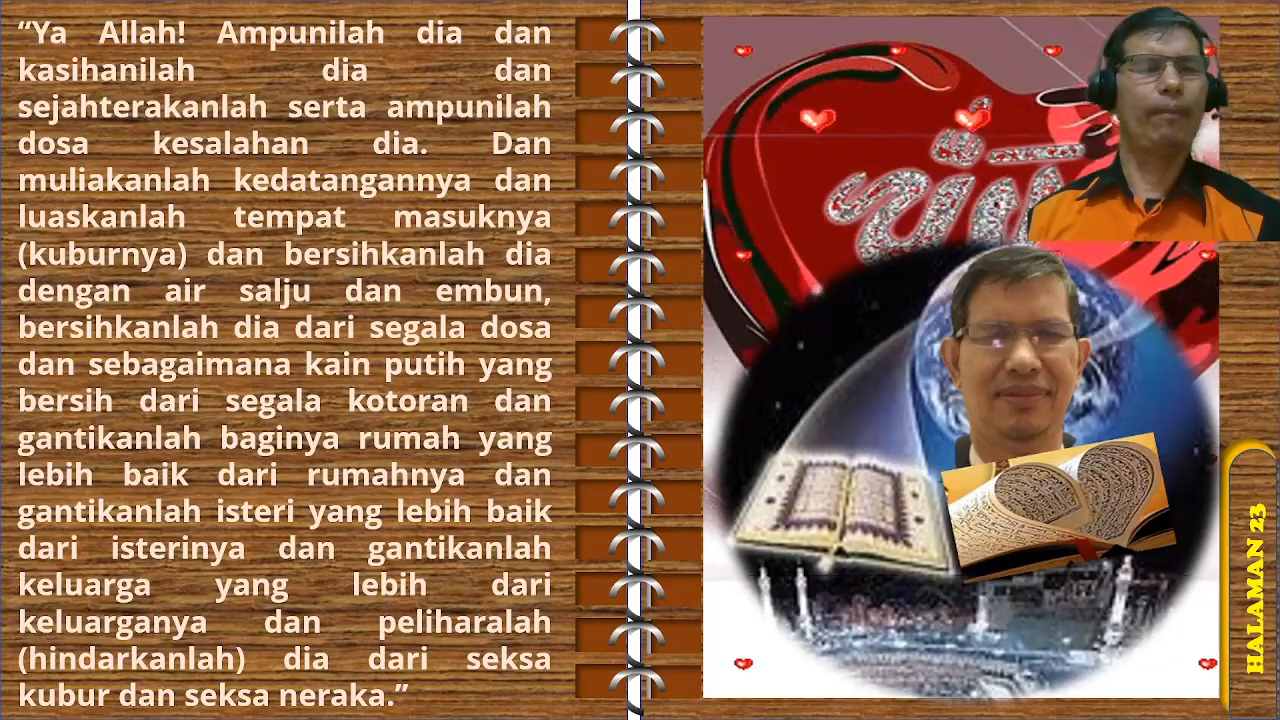 “Ya Allah! Ampunilah dia dan
kasihanilah dia dan
sejahterakanlah serta ampunilah
dosa kesalahan dia. Dan
muliakanlah kedatangannya dan
luaskanlah tempat masuknya
(kuburnya) dan bersihkanlah dia
dengan air salju dan embun,
bersihkanlah dia dari segala dosa
dan sebagaimana kain putih yang
bersih dari segala kotoran dan
gantikanlah baginya rumah yang
lebih baik dari rumahnya dan
gantikanlah isteri yang lebih baik
dari isterinya dan gantikanlah
keluarga yang lebih dari
keluarganya dan peliharalah
(hindarkanlah) dia dari seksa
kubur dan seksa neraka.”
HALAMAN 23